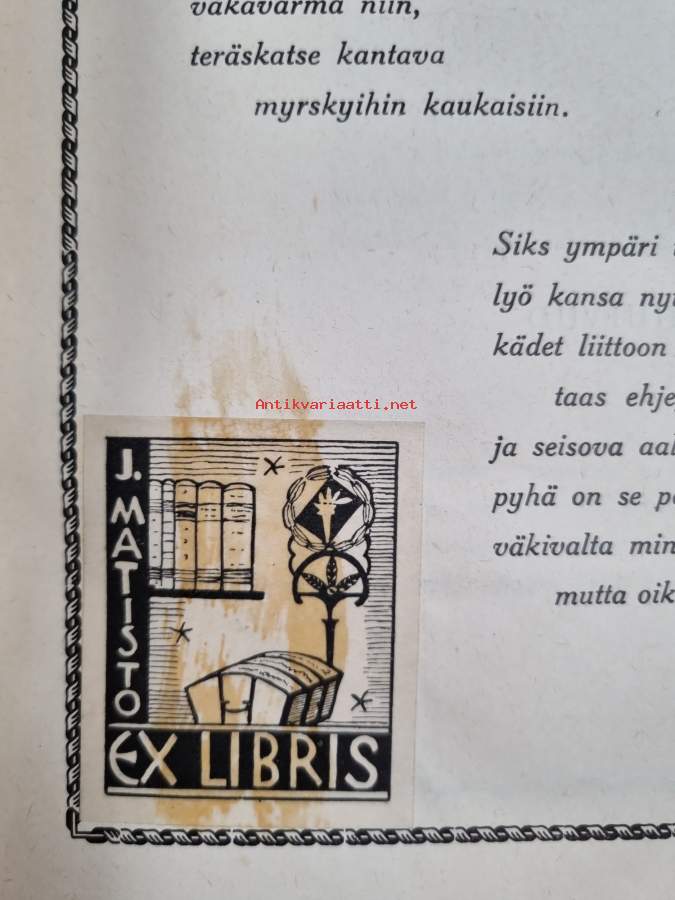 vakavarma niin,
teräskatse kantava
myrskyihin kaukaisiin.
Siks ympäri
lyö kansa
kädet liittoon
taas
ja seisova
pyhä on se
väkivalta
mutta
Antikvariaatti.net
J. MATISTO
EX LIBRIS